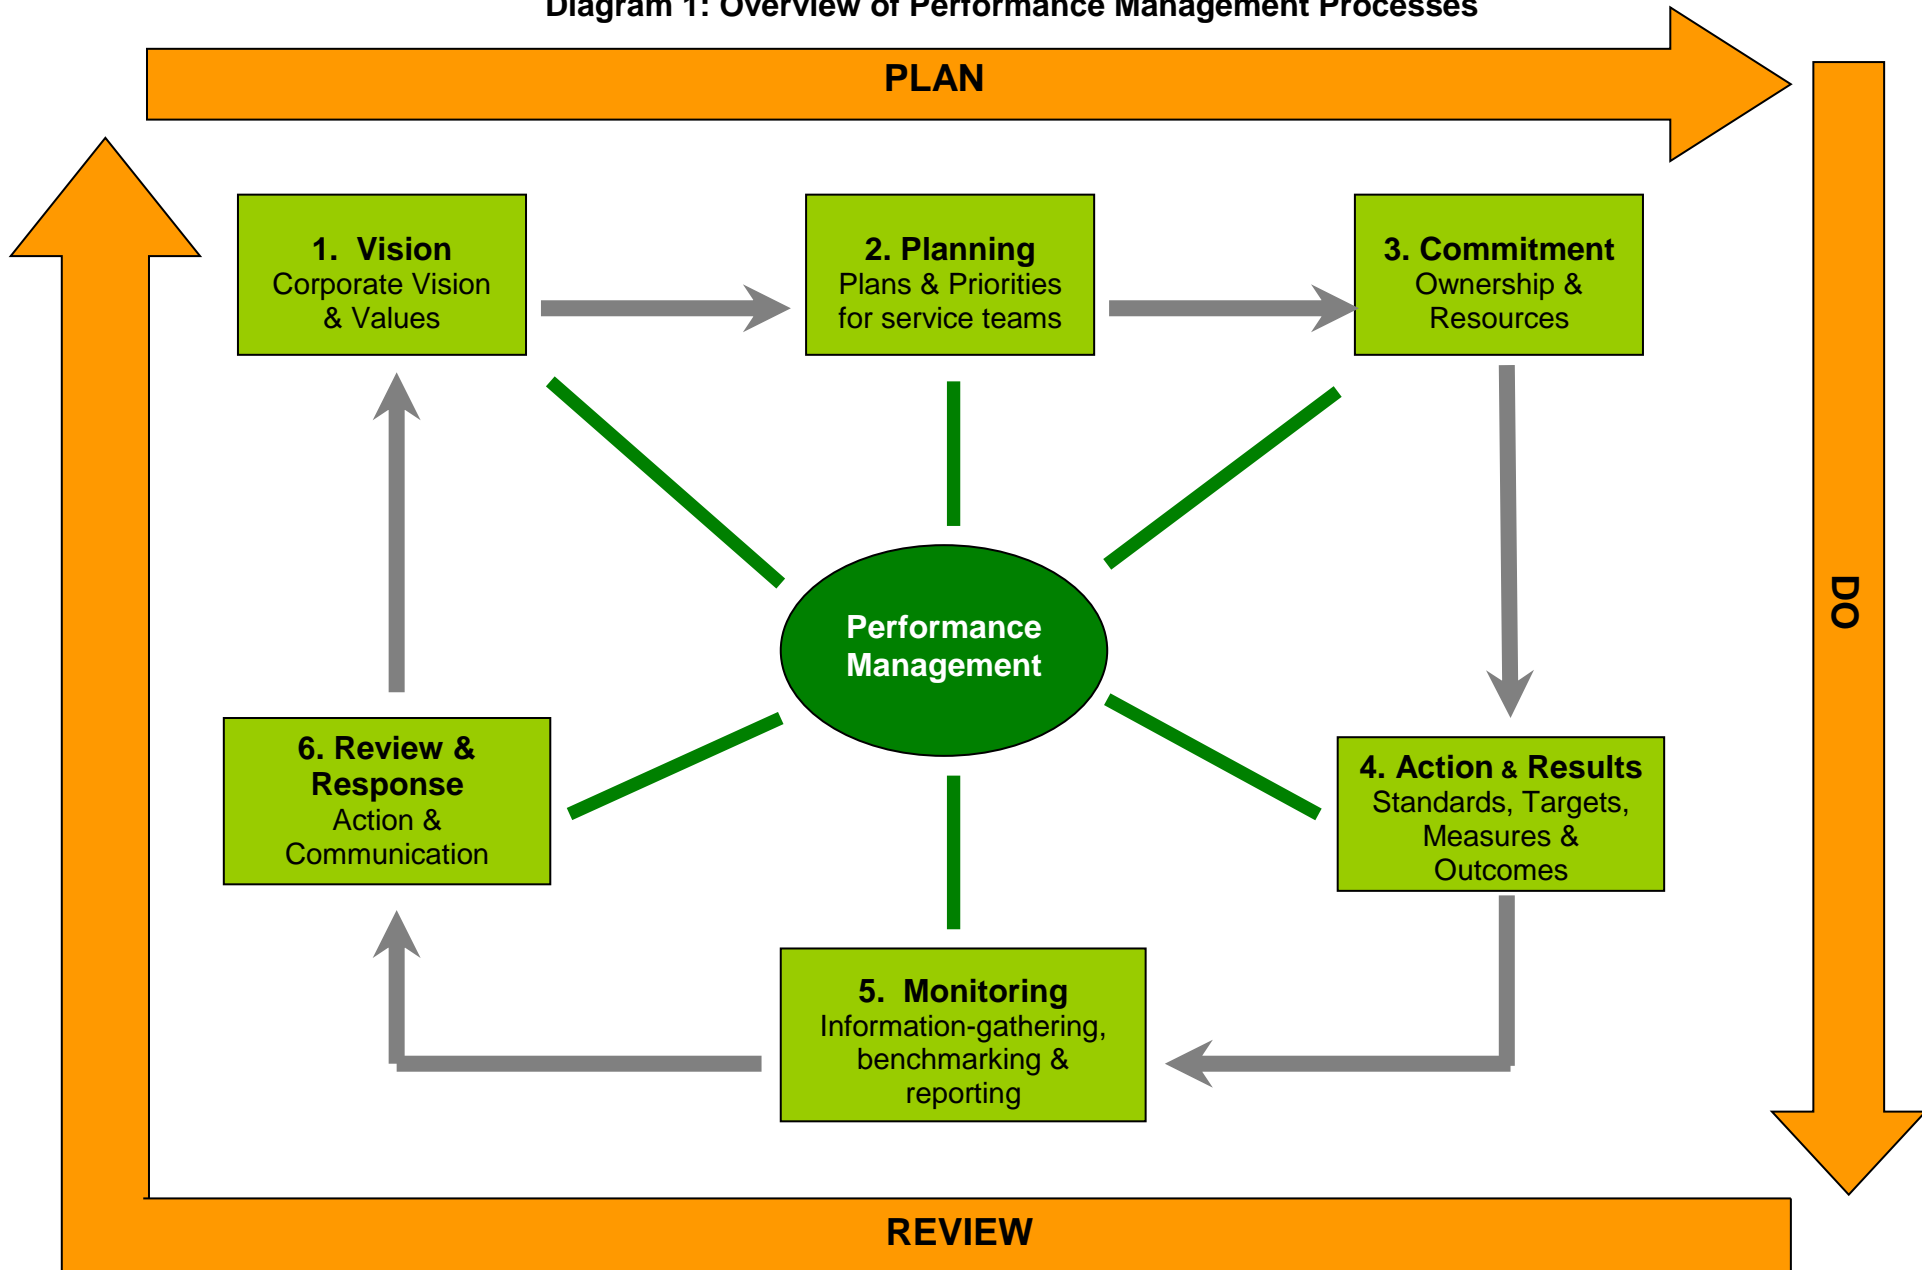 Diagram 1: Overview of Performance Management Processes
PLAN
1. Vision
Corporate Vision
& Values
2. Planning
Plans & Priorities
for service teams
3. Commitment
Ownership &
Resources
DO
Performance
Management
6. Review &
Response
Action &
Communication
4. Action & Results
Standards, Targets,
Measures &
Outcomes
5. Monitoring
Information-gathering,
benchmarking &
reporting
REVIEW